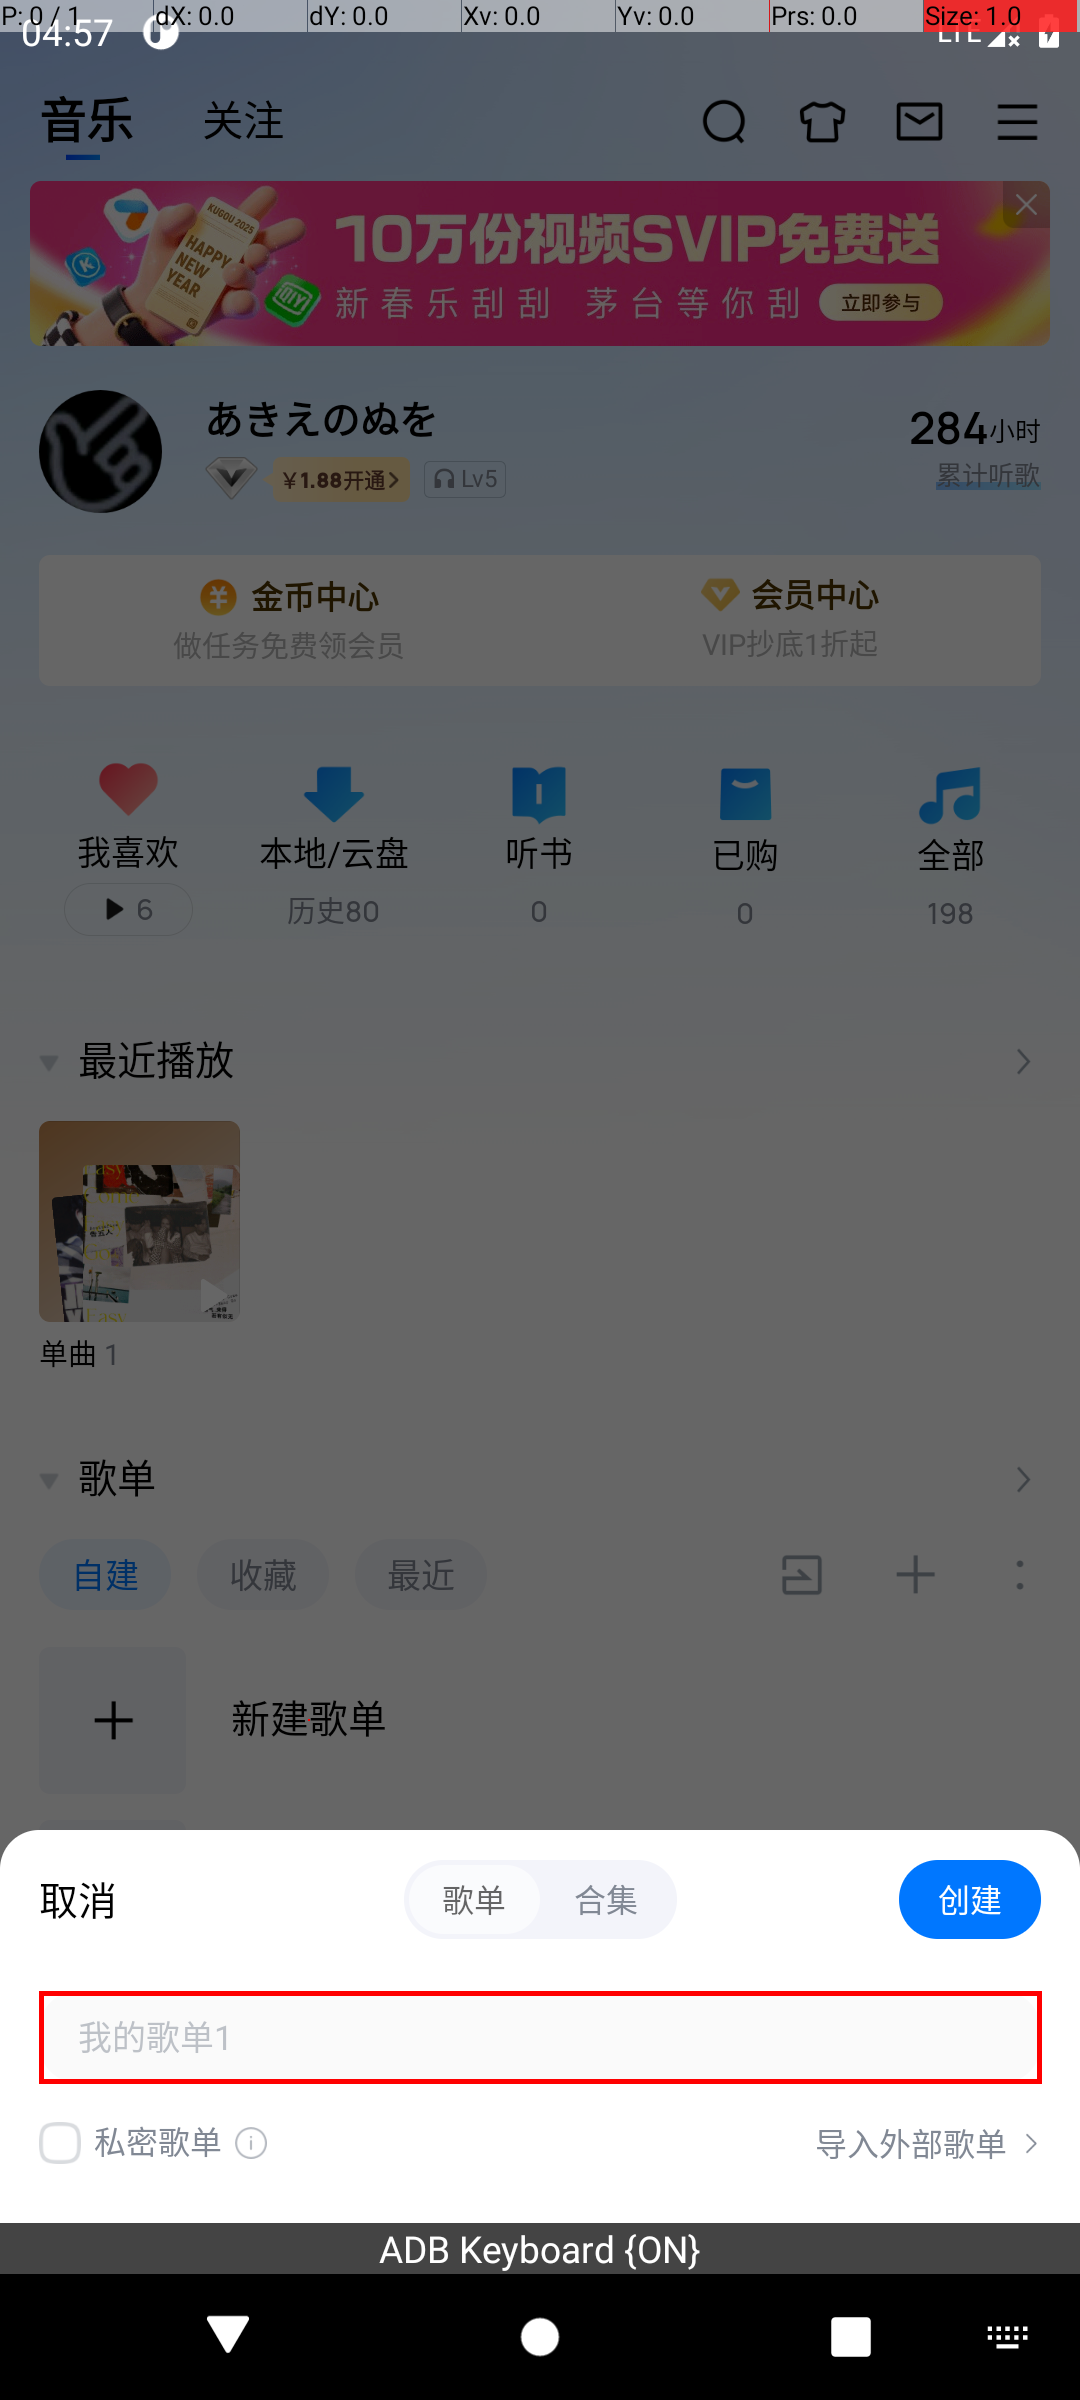 P: 0 / 1 dX: 0.0 dY: 0.0 Xv: 0.0 Yv: 0.0 Prs: 0.0 Size: 1.0
04:57 LTE
音乐 关注
KUGOU 2025
HAPPY
NEW
YEAR
QIY
10万份视频SVIP免费送
新春乐刮刮 茅台等你刮 立即参与
あきえのぬを
284小时
¥1.88开通 Lv5
累计听歌
金币中心 会员中心
做任务免费领会员 VIP抄底1折起
我喜欢 本地/云盘 听书 已购 全部
6 历史80 0 0 198
最近播放
告五人
Easy
单曲 1
歌单
自建 收藏 最近
新建歌单
取消 歌单 合集 创建
我的歌单1
私密歌单 导入外部歌单
ADB Keyboard {ON}